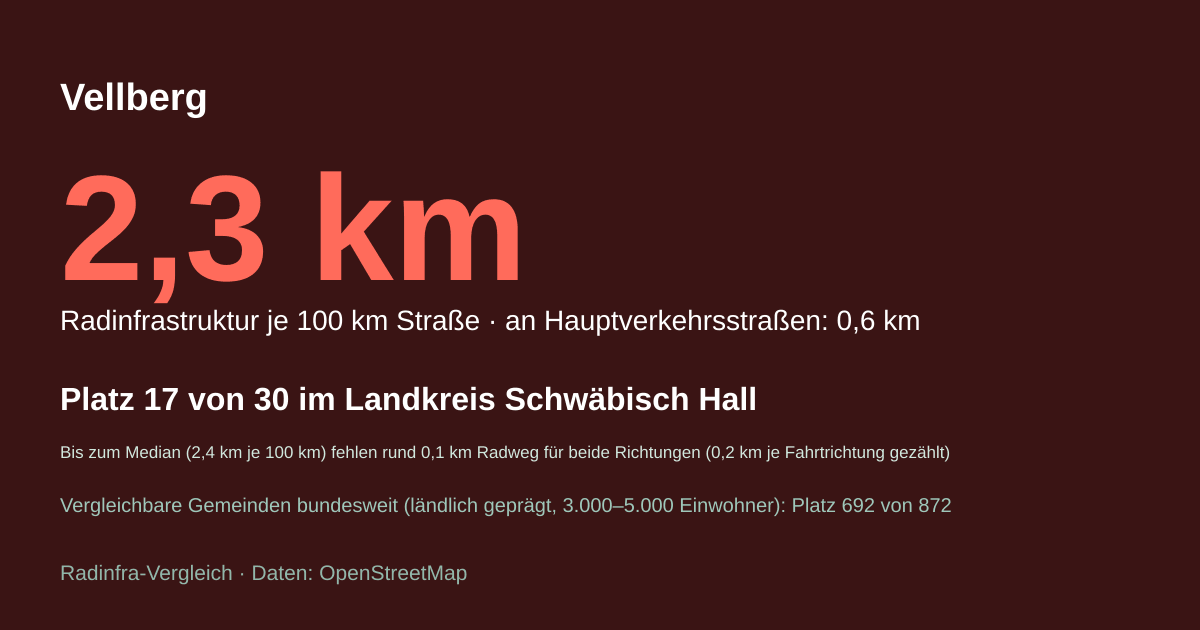 Vellberg
2,3 km
Radinfrastruktur je 100 km Straße · an Hauptverkehrsstraßen: 0,6 km
Platz 17 von 30 im Landkreis Schwäbisch Hall
Bis zum Median (2,4 km je 100 km) fehlen rund 0,1 km Radweg für beide Richtungen (0,2 km je Fahrtrichtung gezählt)
Vergleichbare Gemeinden bundesweit (ländlich geprägt, 3.000–5.000 Einwohner): Platz 692 von 872
Radinfra-Vergleich · Daten: OpenStreetMap